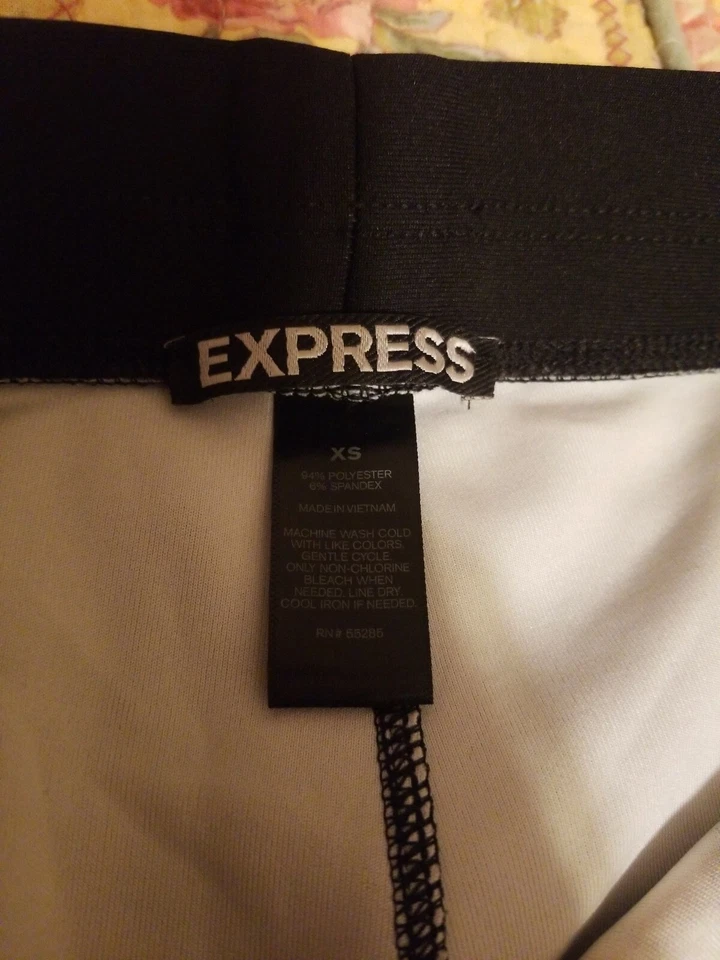 EXPRESS
XS
94% POLYESTER
6% SPANDEX
MADE IN VIETNAM
MACHINE WASH COLD
WITH LIKE COLORS.
GENTLE CYCLE.
ONLY NON-CHLORINE
BLEACH WHEN
NEEDED. LINE DRY.
COOL IRON IF NEEDED.
RN# 55285